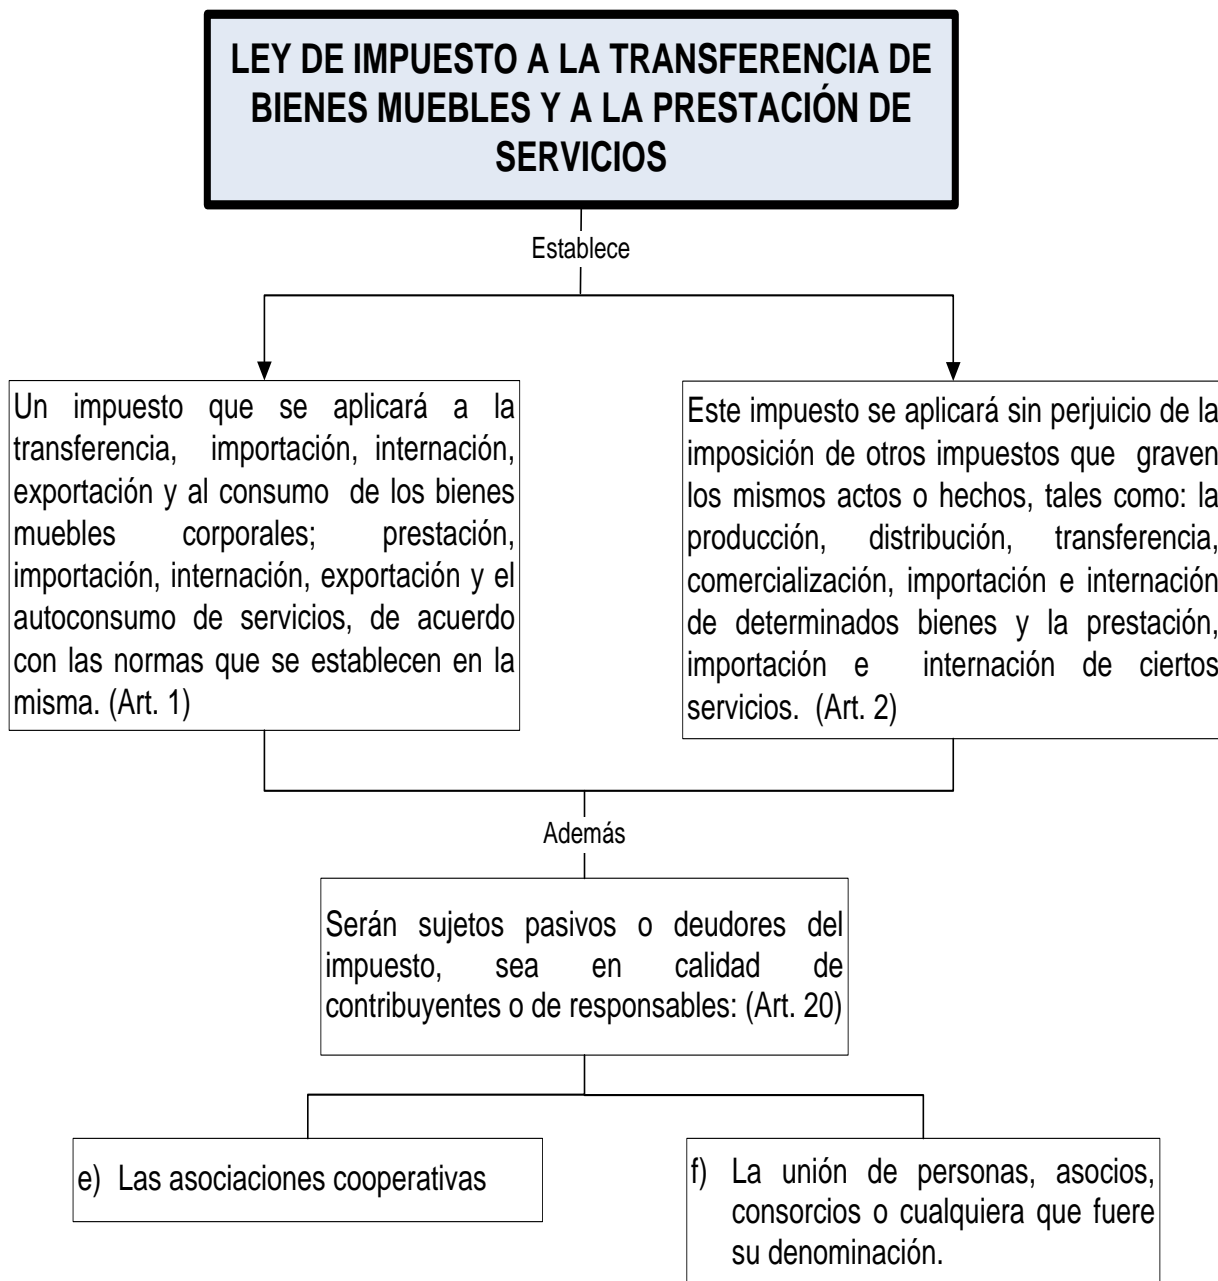 LEY DE IMPUESTO A LA TRANSFERENCIA DE
BIENES MUEBLES Y A LA PRESTACIÓN DE
SERVICIOS
Establece
Un impuesto que se aplicará a la
transferencia, importación, internación,
exportación y al consumo de los bienes
muebles corporales; prestación,
importación, internación, exportación y el
autoconsumo de servicios, de acuerdo
con las normas que se establecen en la
misma. (Art. 1)
Este impuesto se aplicará sin perjuicio de la
imposición de otros impuestos que graven
los mismos actos o hechos, tales como: la
producción, distribución, transferencia,
comercialización, importación e internación
de determinados bienes y la prestación,
importación e internación de ciertos
servicios. (Art. 2)
Además
Serán sujetos pasivos o deudores del
impuesto, sea en calidad de
contribuyentes o de responsables: (Art. 20)
e) Las asociaciones cooperativas
f) La unión de personas, asocios,
consorcios o cualquiera que fuere
su denominación.